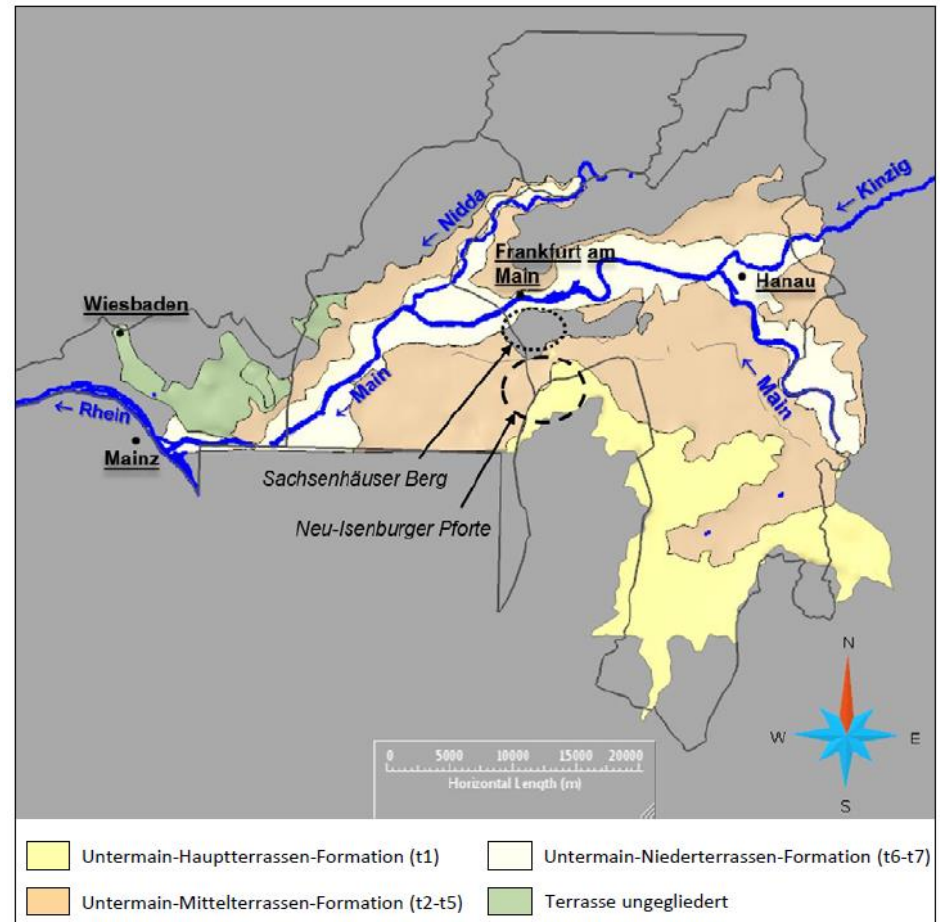 ← Kinzig
← Nidda
Frankfurt am
Main
Hanau
Wiesbaden
← Main
← Main
← Rhein
Mainz
Sachsenhäuser Berg
Neu-Isenburger Pforte
N
W
E
S
0 5000 10000 15000 20000
Horizontal Length (m)
Untermain-Hauptterrassen-Formation (t1)
Untermain-Niederterrassen-Formation (t6-t7)
Untermain-Mittelterrassen-Formation (t2-t5)
Terrasse ungegliedert